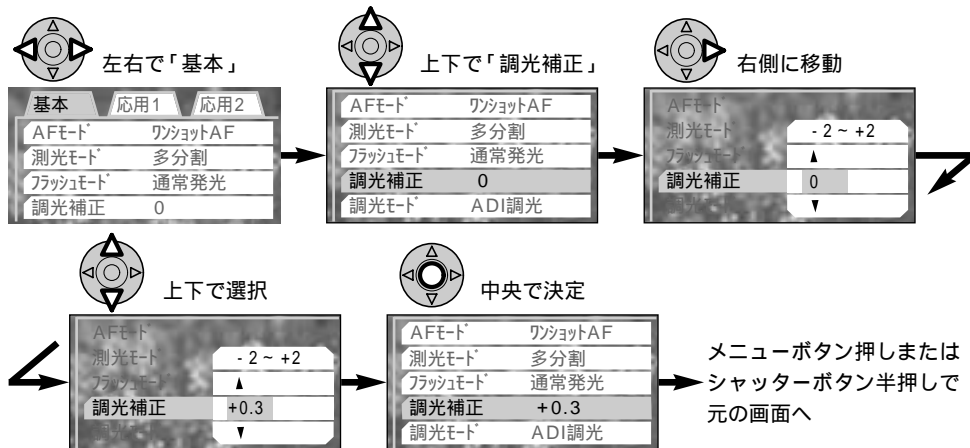 左右で「基本」
基本 応用1 応用2
AFモード ワンショットAF
測光モード 多分割
フラッシュモード 通常発光
調光補正 0
上下で「調光補正」
AFモード ワンショットAF
測光モード 多分割
フラッシュモード 通常発光
調光補正 0
調光モード ADI調光
右側に移動
AFモード
測光モード -2~+2
フラッシュモード
調光補正 0
調光モード
上下で選択
AFモード
測光モード -2~+2
フラッシュモード
調光補正 +0.3
調光モード
中央で決定
AFモード ワンショットAF
測光モード 多分割
フラッシュモード 通常発光
調光補正 +0.3
調光モード ADI調光
メニューボタン押しまたは
シャッターボタン半押しで
元の画面へ